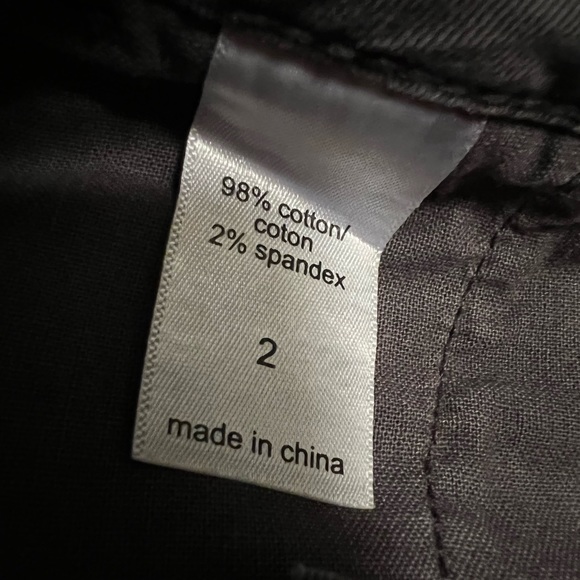 98% cotton/
coton
2% spandex
2
made in china